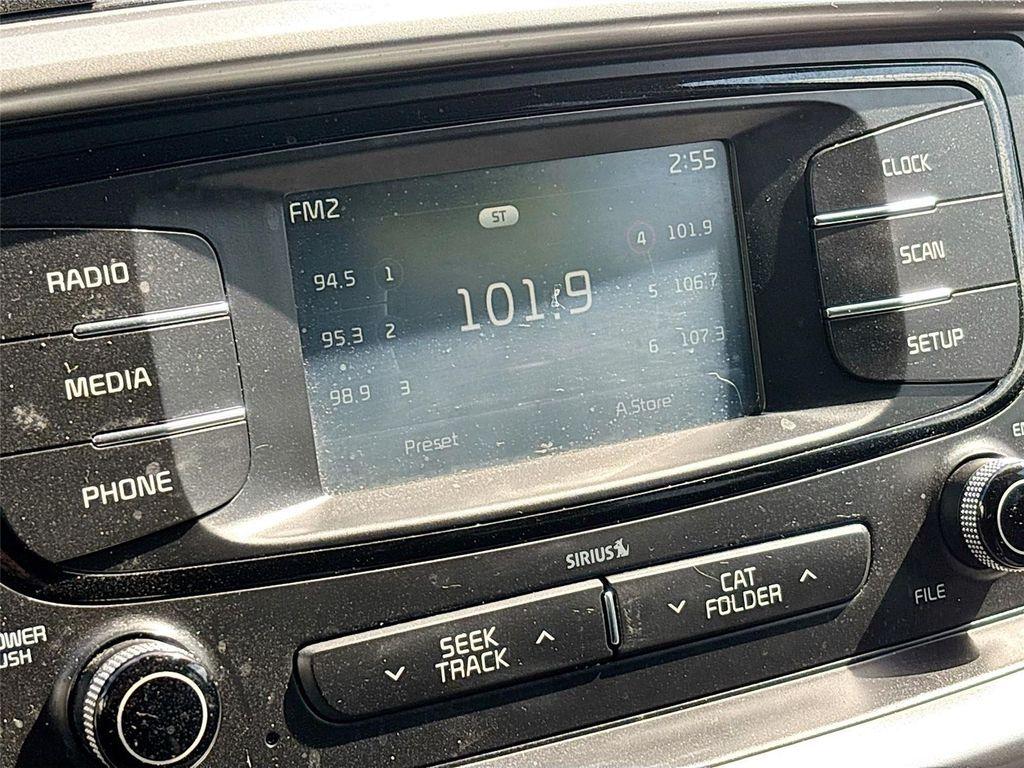 FM2
2:55
ST
94.5 1
4 101.9
101.9
95.3 2
5 106.7
98.9 3
6 107.3
Preset
A.Store
RADIO
MEDIA
PHONE
CLOCK
SCAN
SETUP
SIRIUS
SEEK
TRACK
CAT
FOLDER
FILE